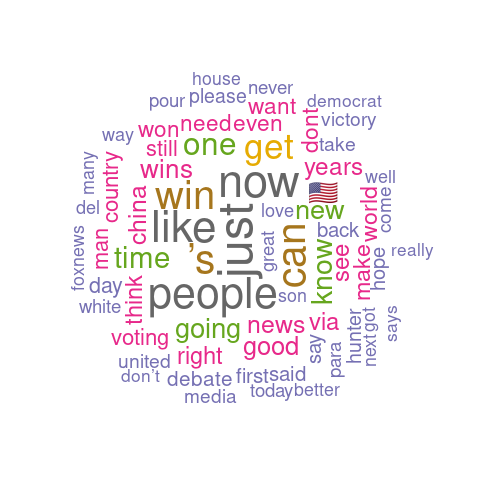 house
never
pour
please
want
democrat
way
won
need
even
dont
victory
many
still
one
get
take
country
wins
now
years
well
del
china
win
like
just
love
🇺🇸
new
world
come
foxnews
man
time
's
can
great
back
know
see
make
hope
really
day
think
people
son
white
voting
going
news
via
says
united
right
good
say
para
hunter
next
got
don't
debate
first
said
media
today
better